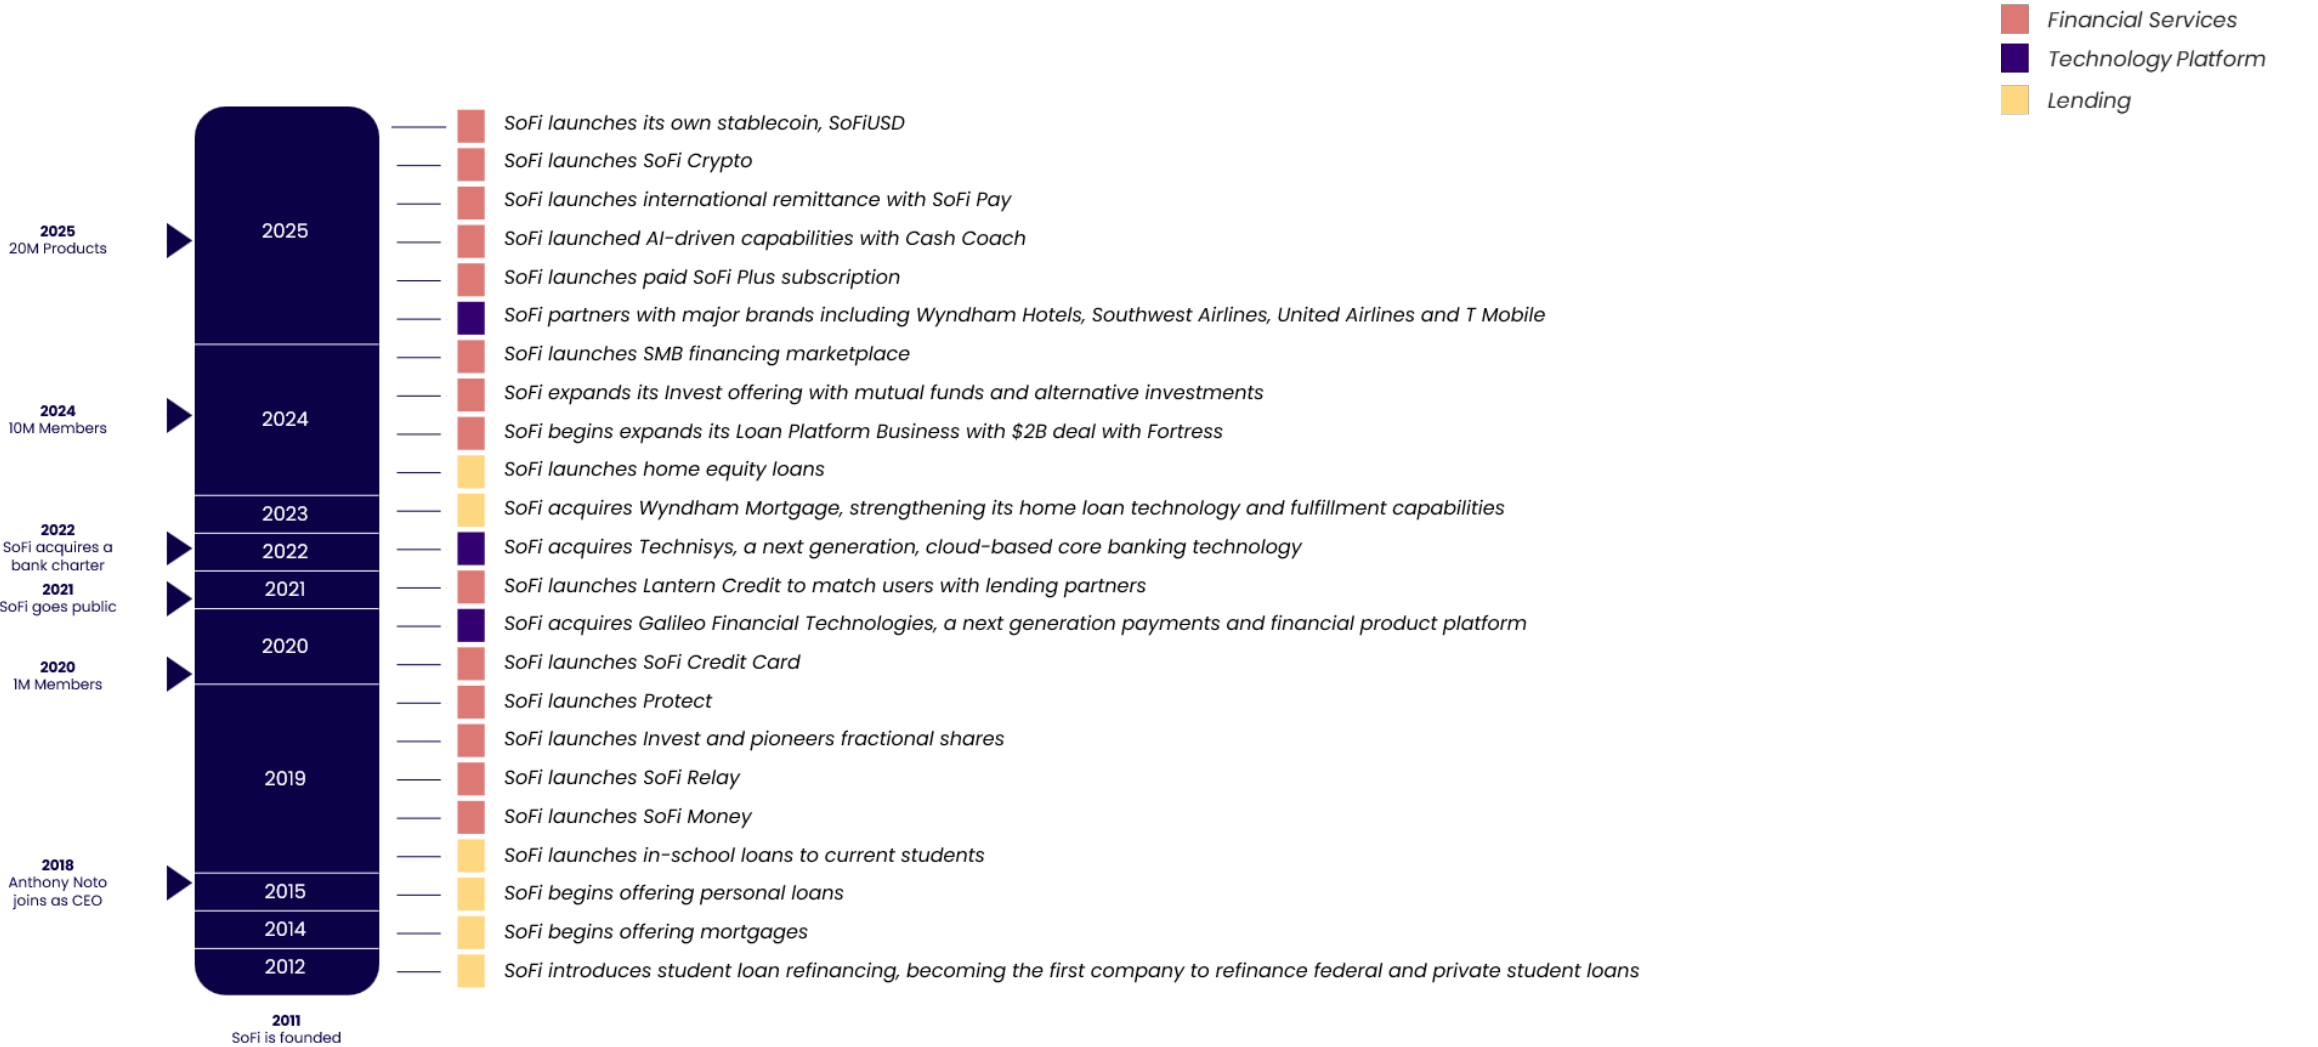 Financial Services
Technology Platform
Lending
SoFi launches its own stablecoin, SoFiUSD
SoFi launches SoFi Crypto
SoFi launches international remittance with SoFi Pay
2025
20M Products
2025
SoFi launched AI-driven capabilities with Cash Coach
SoFi launches paid SoFi Plus subscription
SoFi partners with major brands including Wyndham Hotels, Southwest Airlines, United Airlines and T Mobile
SoFi launches SMB financing marketplace
SoFi expands its Invest offering with mutual funds and alternative investments
2024
10M Members
2024
SoFi begins expands its Loan Platform Business with $2B deal with Fortress
SoFi launches home equity loans
2023
SoFi acquires Wyndham Mortgage, strengthening its home loan technology and fulfillment capabilities
2022
SoFi acquires a
bank charter
2022
SoFi acquires Technisys, a next generation, cloud-based core banking technology
2021
SoFi goes public
2021
SoFi launches Lantern Credit to match users with lending partners
SoFi acquires Galileo Financial Technologies, a next generation payments and financial product platform
2020
2020
1M Members
SoFi launches SoFi Credit Card
SoFi launches Protect
SoFi launches Invest and pioneers fractional shares
2019
SoFi launches SoFi Relay
SoFi launches SoFi Money
SoFi launches in-school loans to current students
2018
Anthony Noto
joins as CEO
2015
SoFi begins offering personal loans
2014
SoFi begins offering mortgages
2012
SoFi introduces student loan refinancing, becoming the first company to refinance federal and private student loans
2011
SoFi is founded